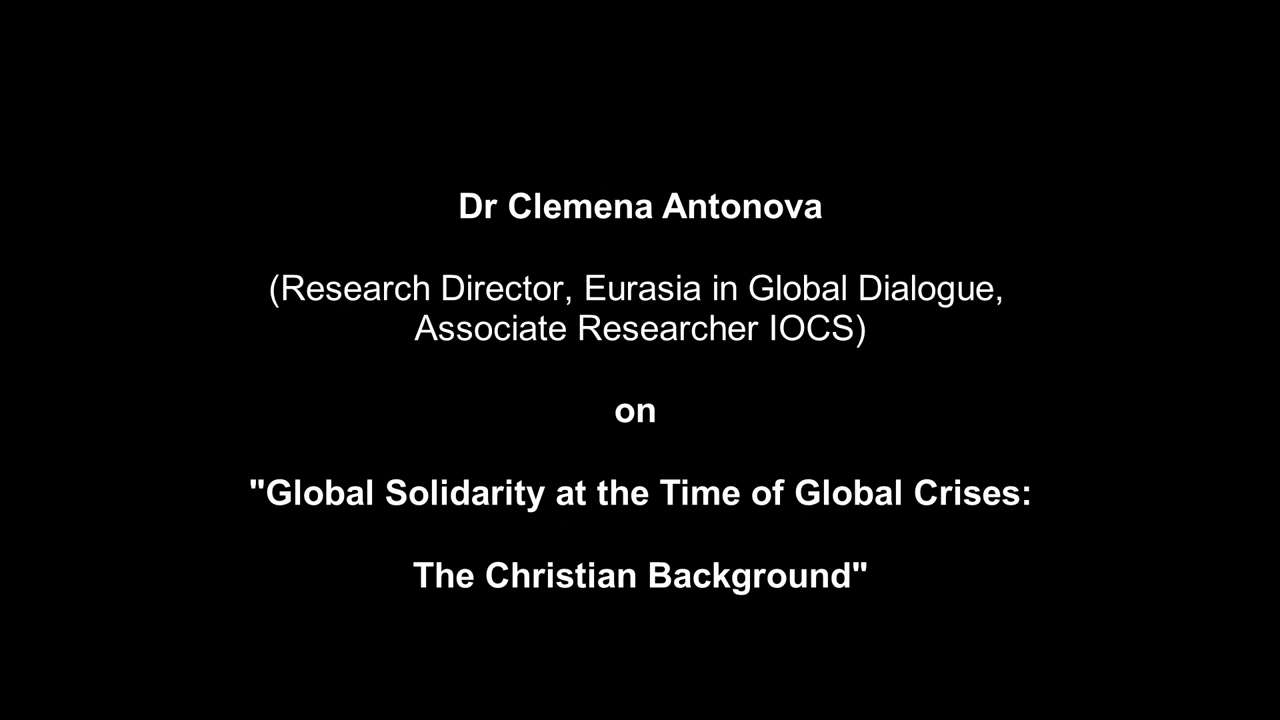 Dr Clemena Antonova
(Research Director, Eurasia in Global Dialogue,
Associate Researcher IOCS)
on
"Global Solidarity at the Time of Global Crises:
The Christian Background"